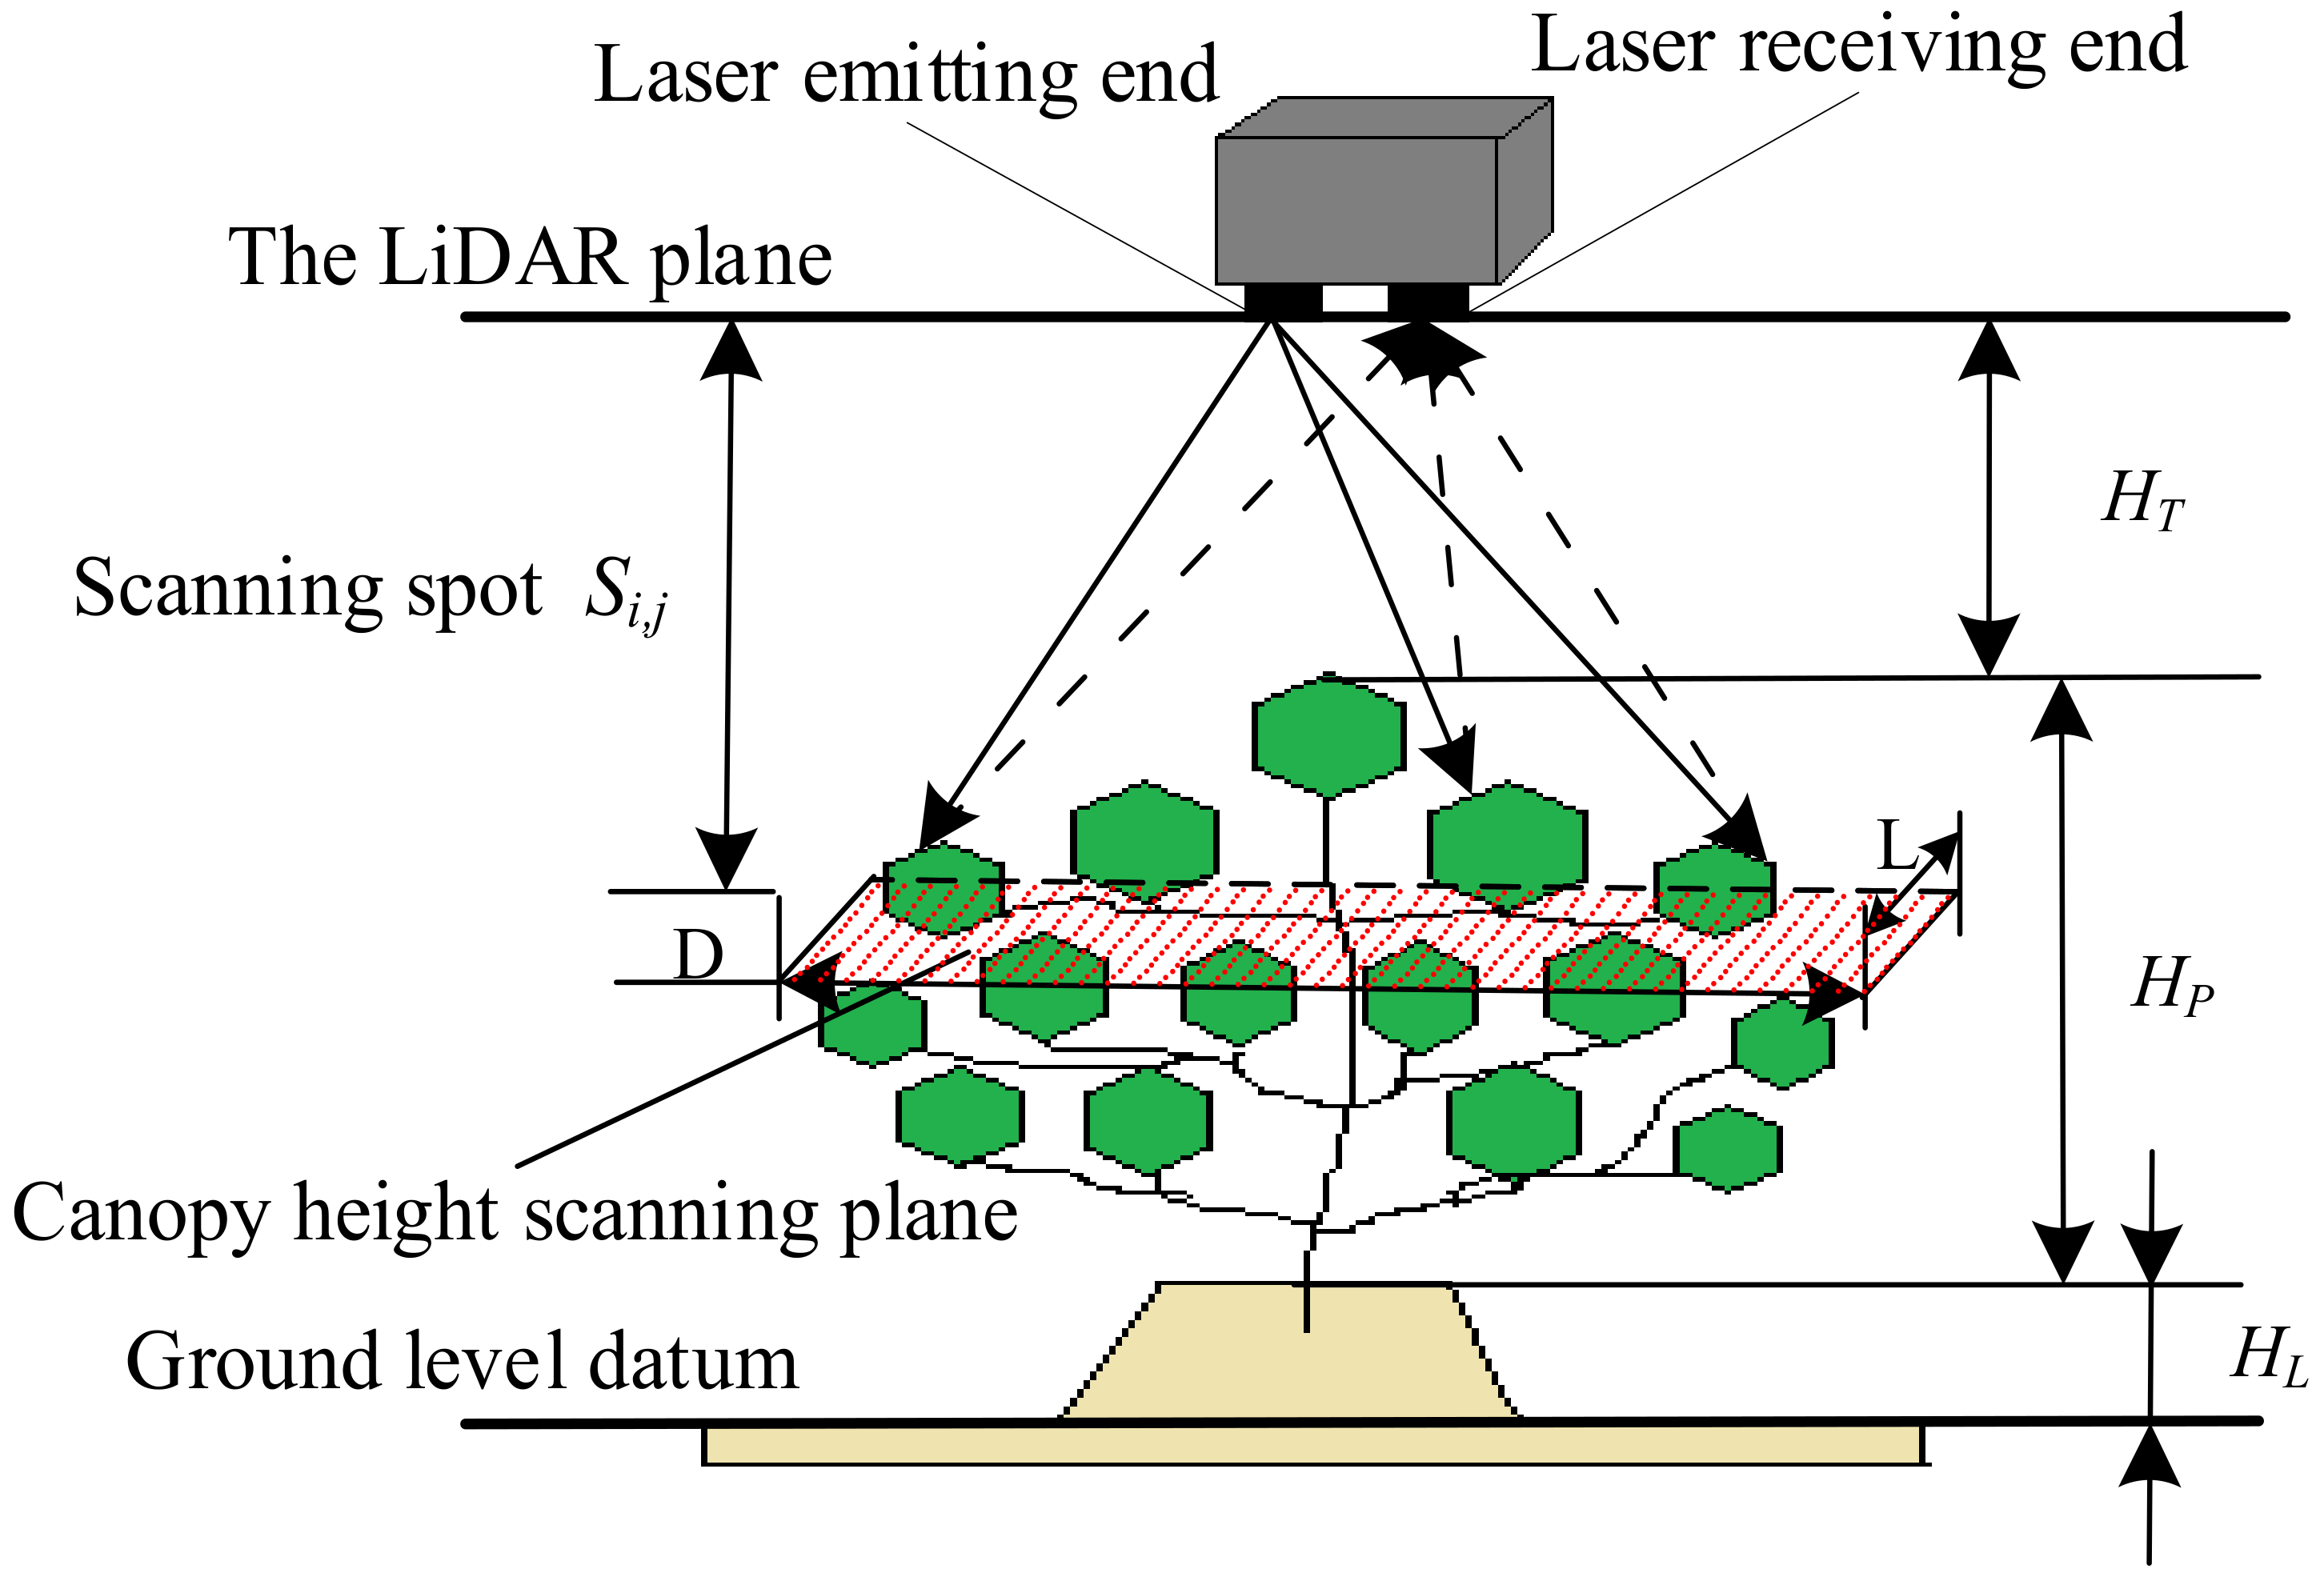 Laser receiving end
Laser emitting end
The LiDAR plane
H_T
Scanning spot S_i,j
L
D
H_P
Canopy height scanning plane
Ground level datum
H_L